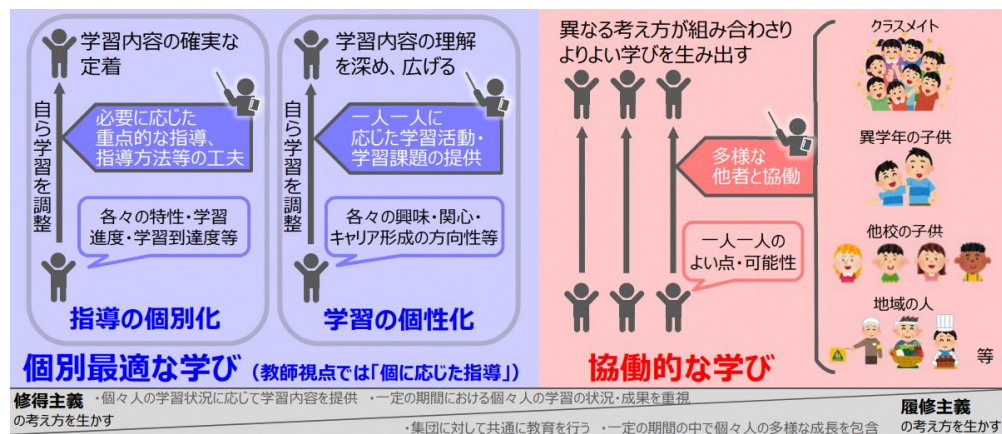 学習内容の確実な
定着
自ら学習を調整
必要に応じた
重点的な指導、
指導方法等の工夫
各々の特性・学習
進度・学習到達度等
指導の個別化
学習内容の理解
を深め、広げる
自ら学習を調整
一人一人に
応じた学習活動・
学習課題の提供
各々の興味・関心・
キャリア形成の方向性等
学習の個性化
個別最適な学び (教師視点では「個に応じた指導」)
異なる考え方が組み合わさり
よりよい学びを生み出す
多様な
他者と協働
一人一人の
よい点・可能性
協働的な学び
クラスメイト
異学年の子供
他校の子供
地域の人
等
修得主義
の考え方を生かす
・個々人の学習状況に応じて学習内容を提供 ・一定の期間における個々人の学習の状況・成果を重視
履修主義
の考え方を生かす
・集団に対して共通に教育を行う ・一定の期間の中で個々人の多様な成長を包含